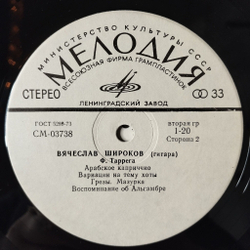 МИНИСТЕРСТВО КУЛЬТУРЫ СССР
МЕЛОДИЯ
ВСЕСОЮЗНАЯ ФИРМА ГРАМПЛАСТИНОК
СТЕРЕО
33
ЛЕНИНГРАДСКИЙ ЗАВОД
ГОСТ 5289-73
СМ-03738
вторая гр
1-20
Сторона 2
ВЯЧЕСЛАВ ШИРОКОВ (гитара)
Ф. Таррега
Арабское каприччио
Вариации на тему хоты
Грезы. Мазурка
Воспоминание об Альгамбре